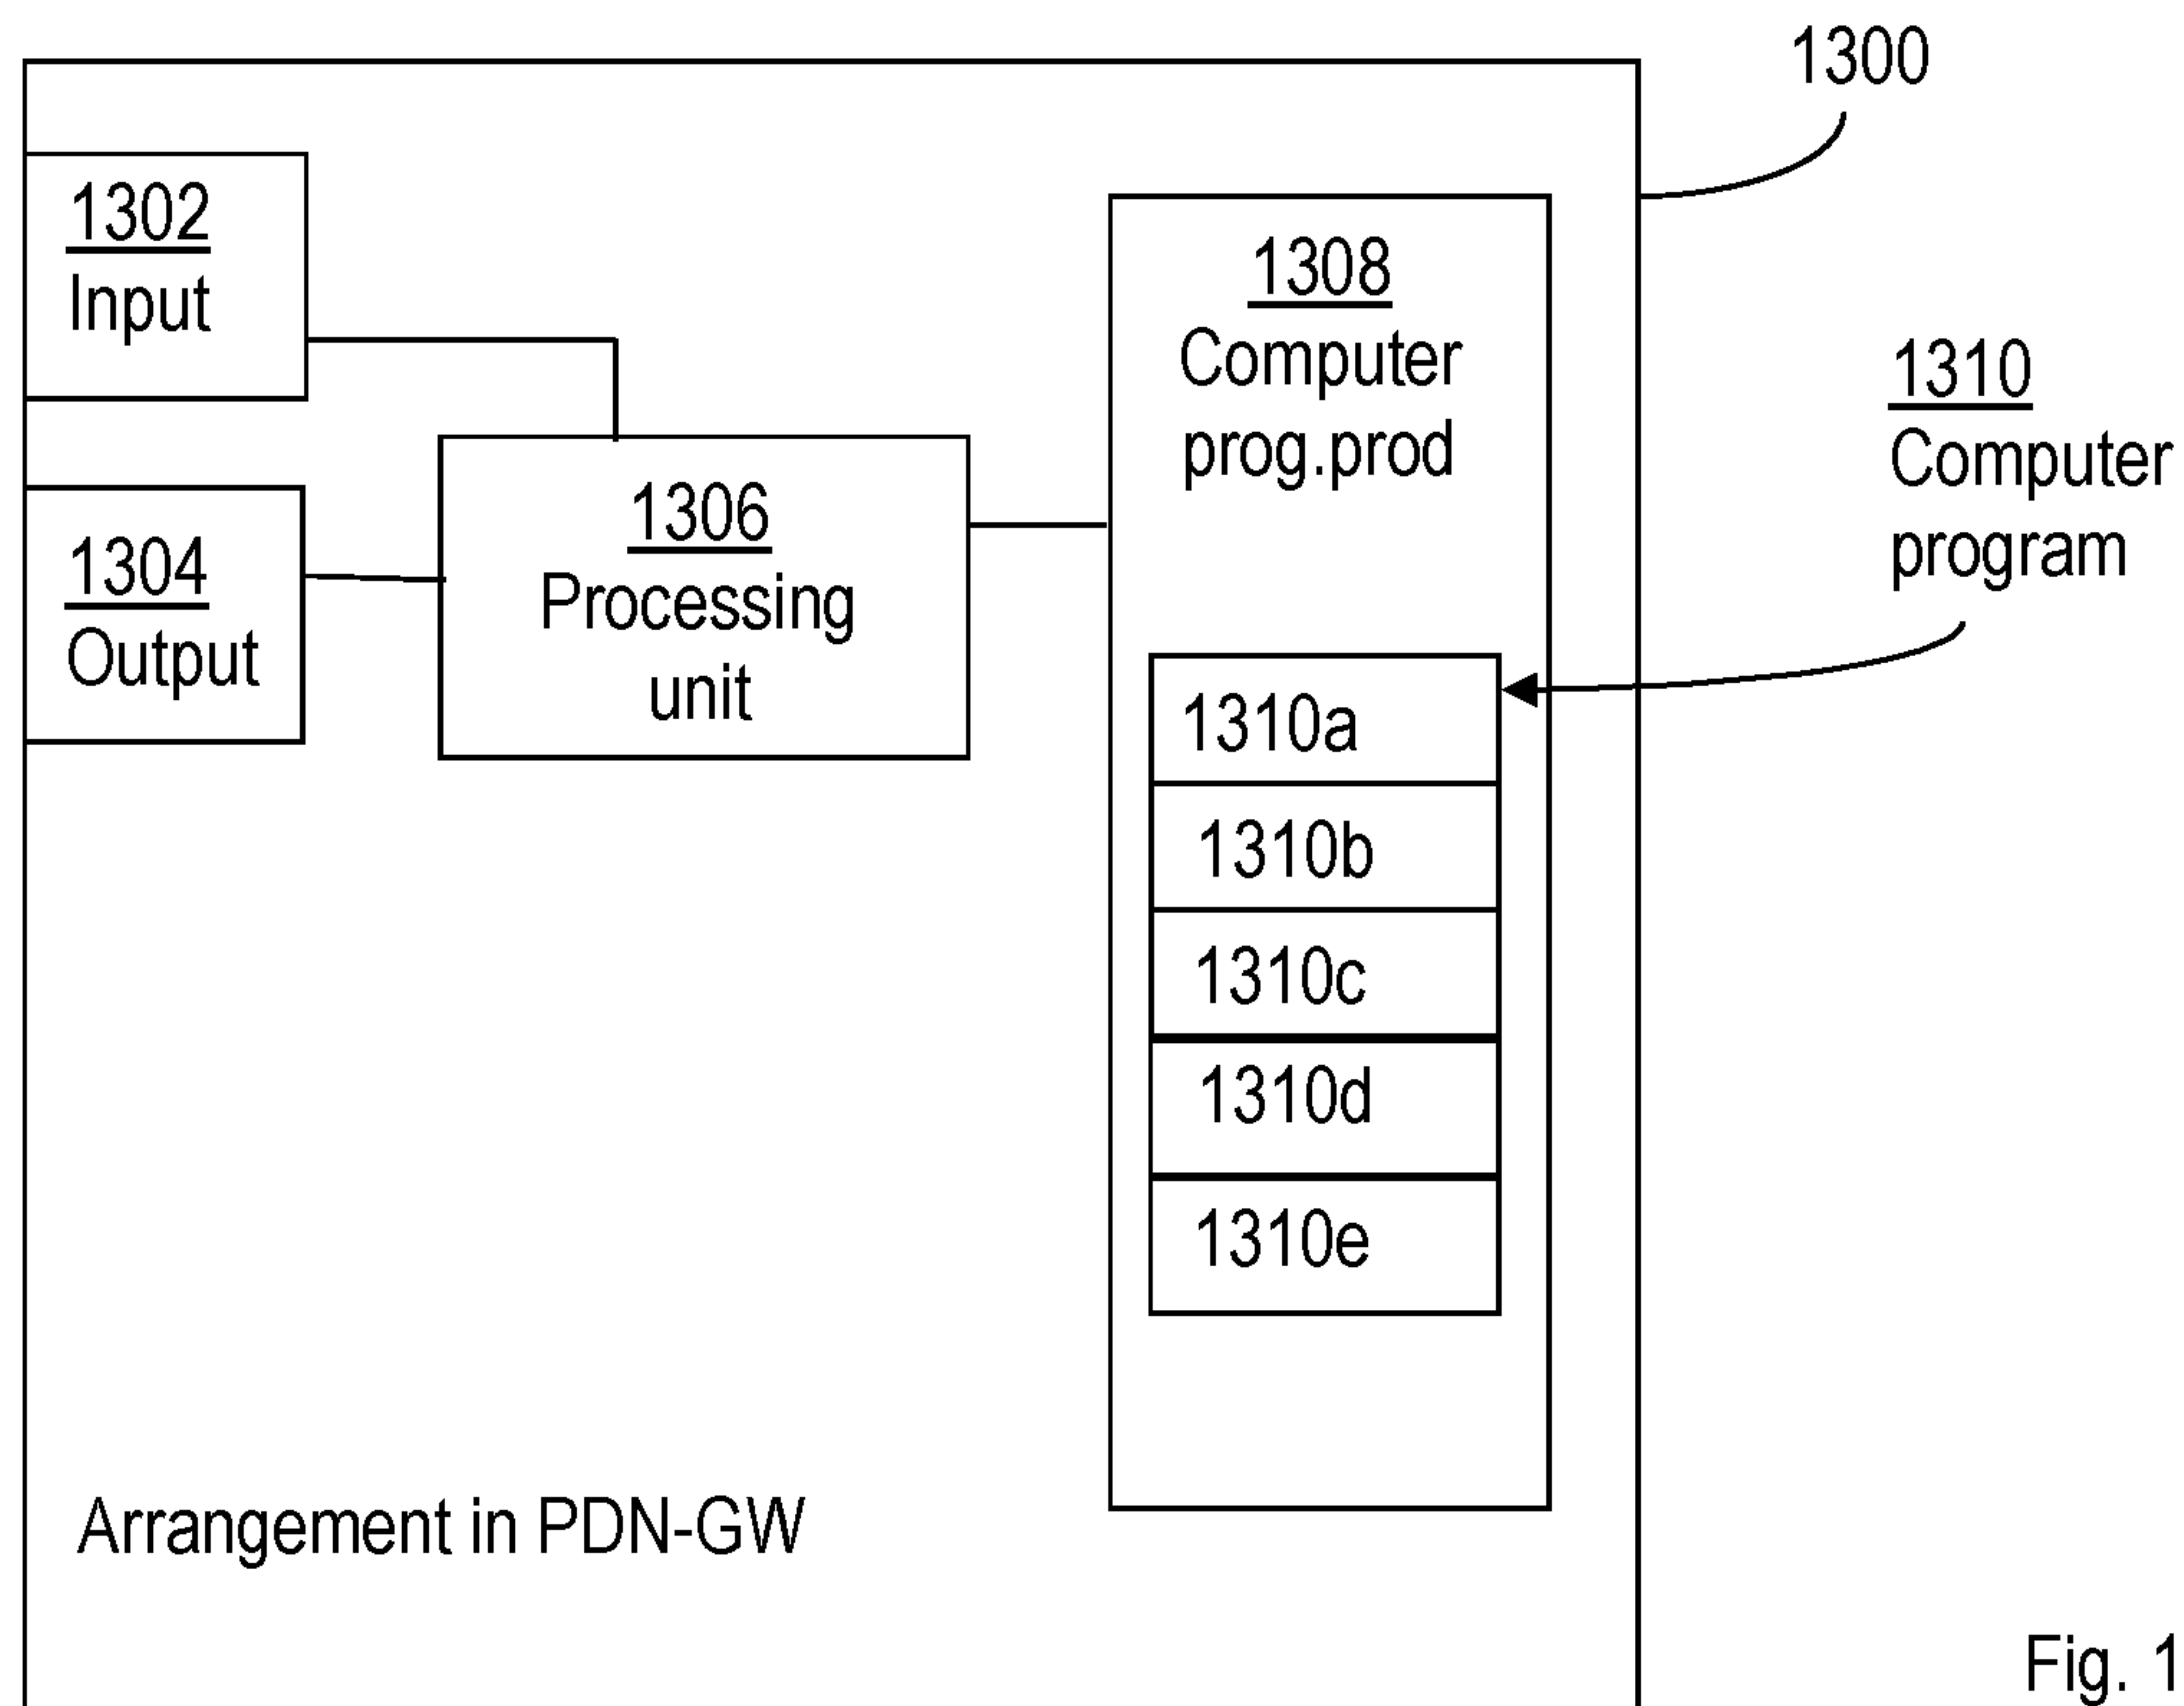 1300
1302
Input
1304
Output
1306
Processing
unit
1308
Computer
prog.prod
1310
Computer
program
1310a
1310b
1310c
1310d
1310e
Arrangement in PDN-GW
Fig. 1